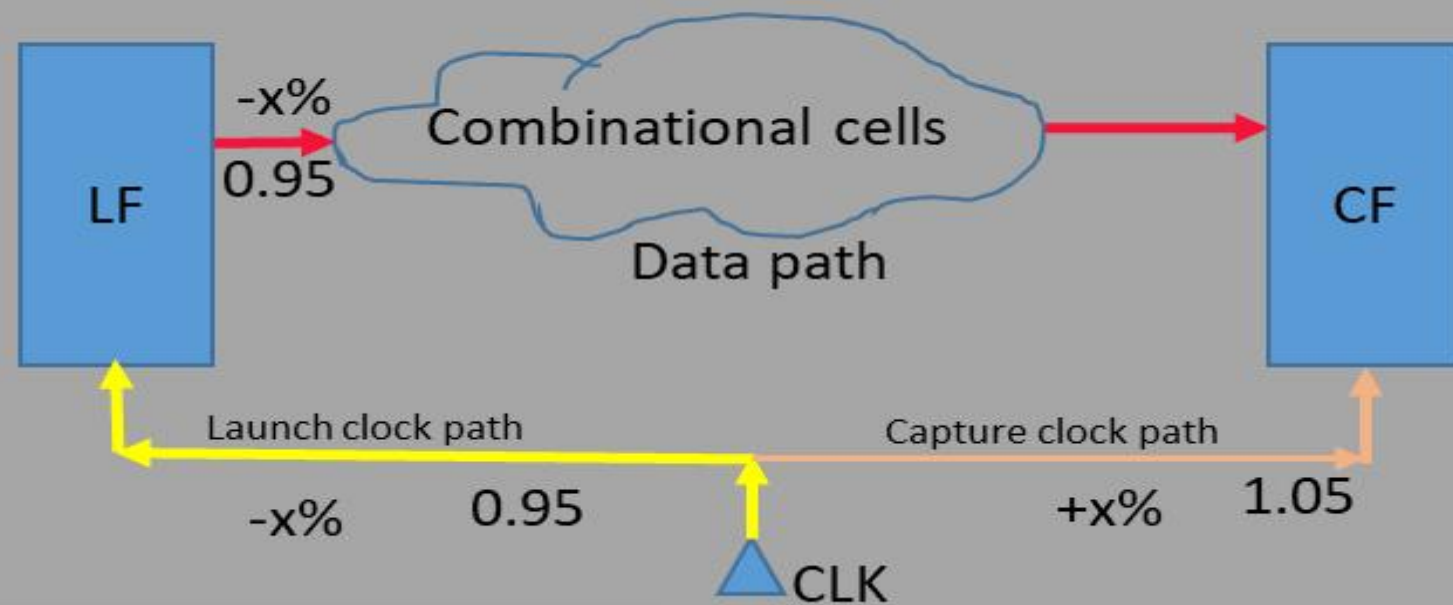 -x%
Combinational cells
0.95
LF
CF
Data path
Launch clock path
Capture clock path
-x%
0.95
+x%
1.05
CLK